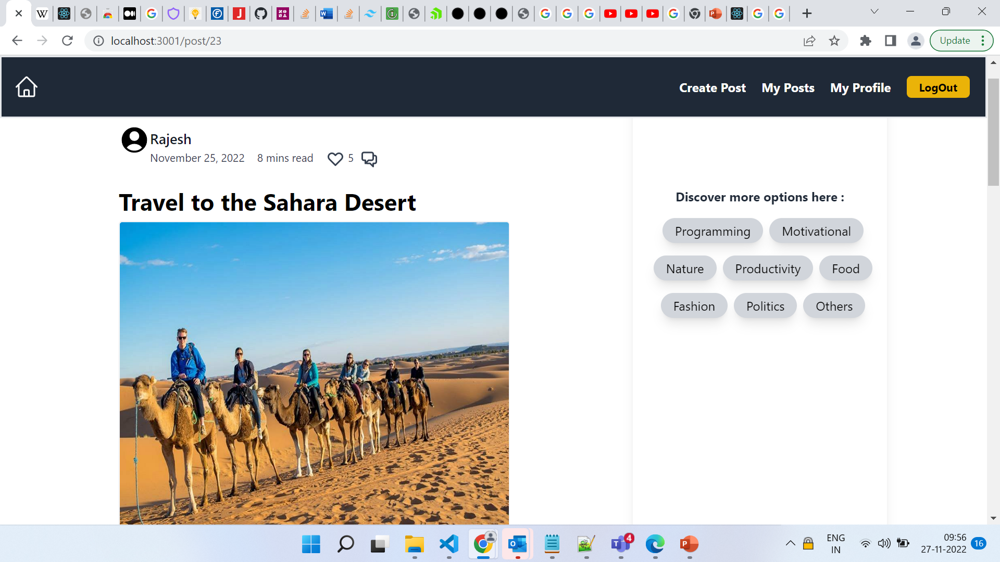 localhost:3001/post/23
Update
Create Post
My Posts
My Profile
LogOut
Rajesh
November 25, 2022 8 mins read 5
Travel to the Sahara Desert
Discover more options here :
Programming Motivational
Nature Productivity Food
Fashion Politics Others
4
ENG
IN
09:56
27-11-2022
16